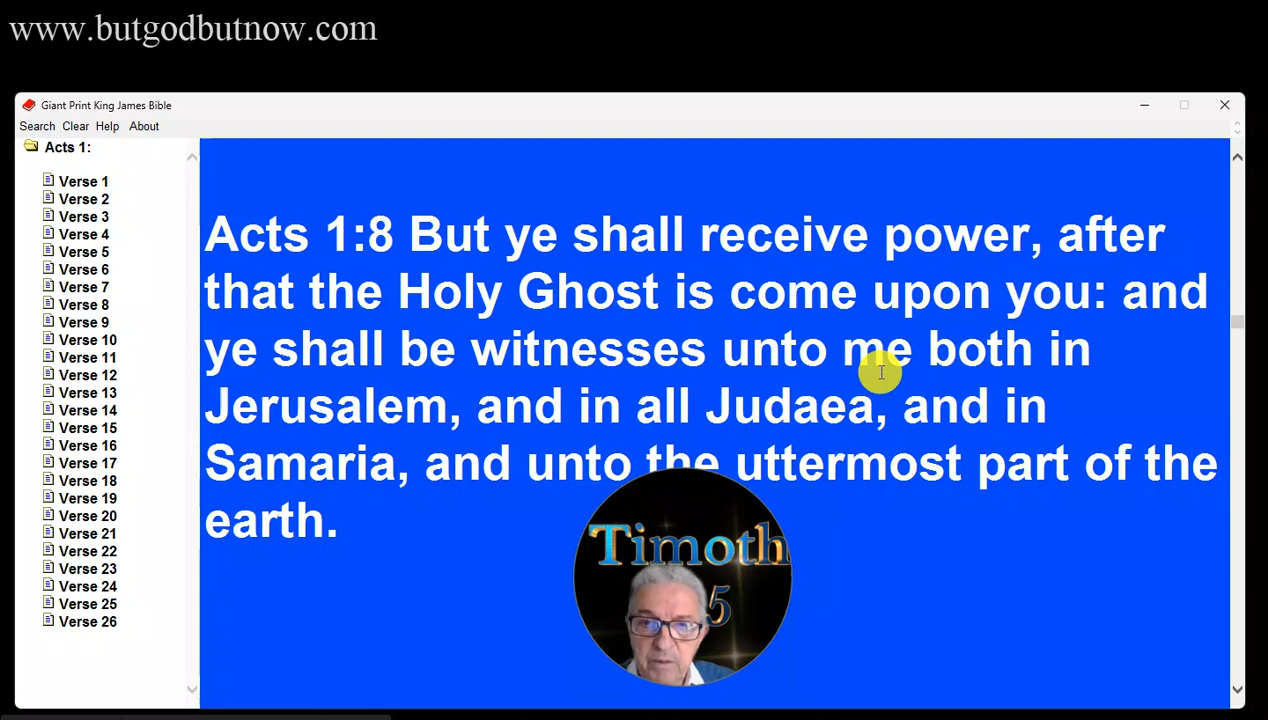 www.butgodbutnow.com
Giant Print King James Bible
Search Clear Help About
Acts 1:
Verse 1
Verse 2
Verse 3
Verse 4
Verse 5
Verse 6
Verse 7
Verse 8
Verse 9
Verse 10
Verse 11
Verse 12
Verse 13
Verse 14
Verse 15
Verse 16
Verse 17
Verse 18
Verse 19
Verse 20
Verse 21
Verse 22
Verse 23
Verse 24
Verse 25
Verse 26
Acts 1:8 But ye shall receive power, after
that the Holy Ghost is come upon you: and
ye shall be witnesses unto me both in
Jerusalem, and in all Judaea, and in
Samaria, and unto the uttermost part of the
earth.
Timoth
5